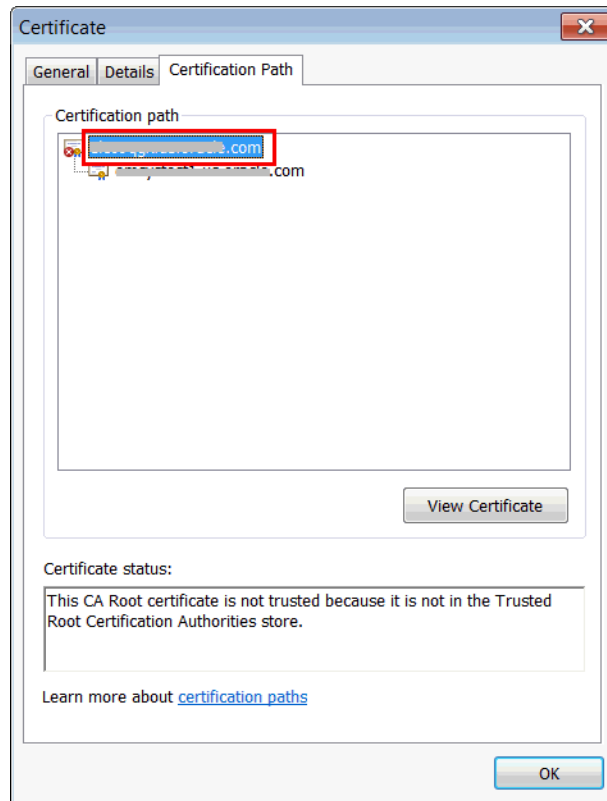 Certificate
General Details Certification Path
Certification path
.com
.com
View Certificate
Certificate status:
This CA Root certificate is not trusted because it is not in the Trusted
Root Certification Authorities store.
Learn more about certification paths
OK